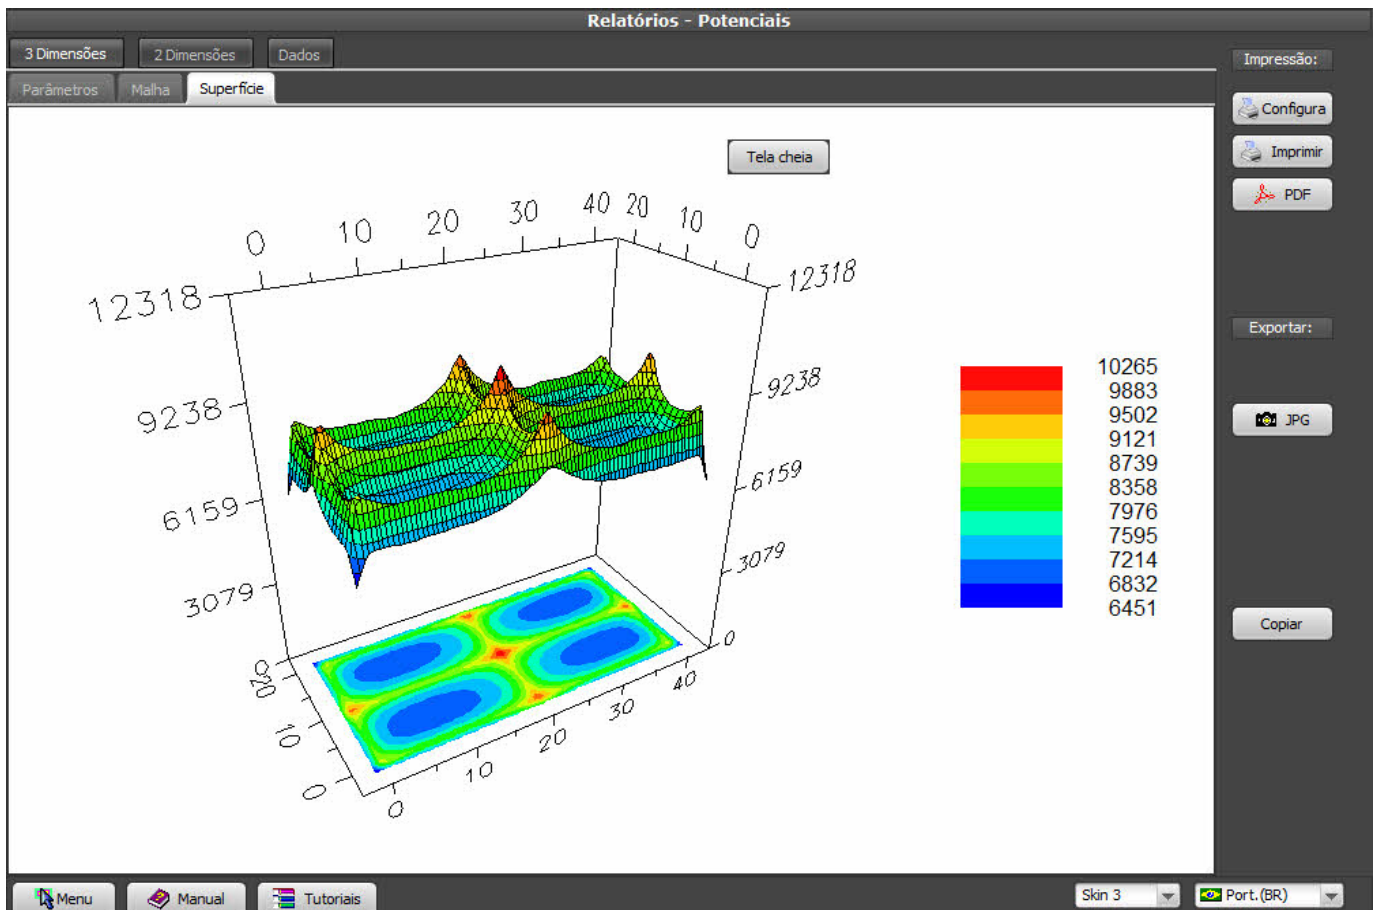 Relatórios - Potenciais
3 Dimensões
2 Dimensões
Dados
Parâmetros
Malha
Superfície
Impressão:
Configura
Imprimir
PDF
Exportar:
JPG
Copiar
Tela cheia
0 10 20 30 40 20 10 0
12318
12318
9238
9238
6159
6159
3079
3079
0
0
20
10
0
0
10
20
30
40
10265
9883
9502
9121
8739
8358
7976
7595
7214
6832
6451
Menu
Manual
Tutoriais
Skin 3
Port.(BR)